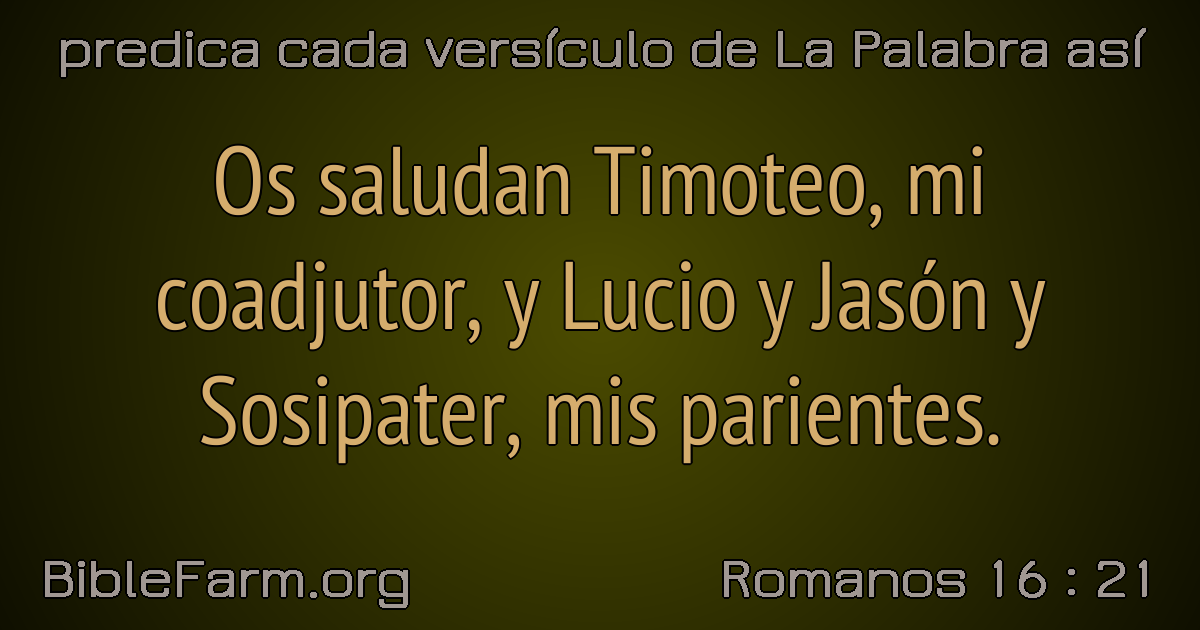 predica cada versículo de La Palabra así
Os saludan Timoteo, mi
coadjutor, y Lucio y Jasón y
Sosipater, mis parientes.
BibleFarm.org
Romanos 16 : 21